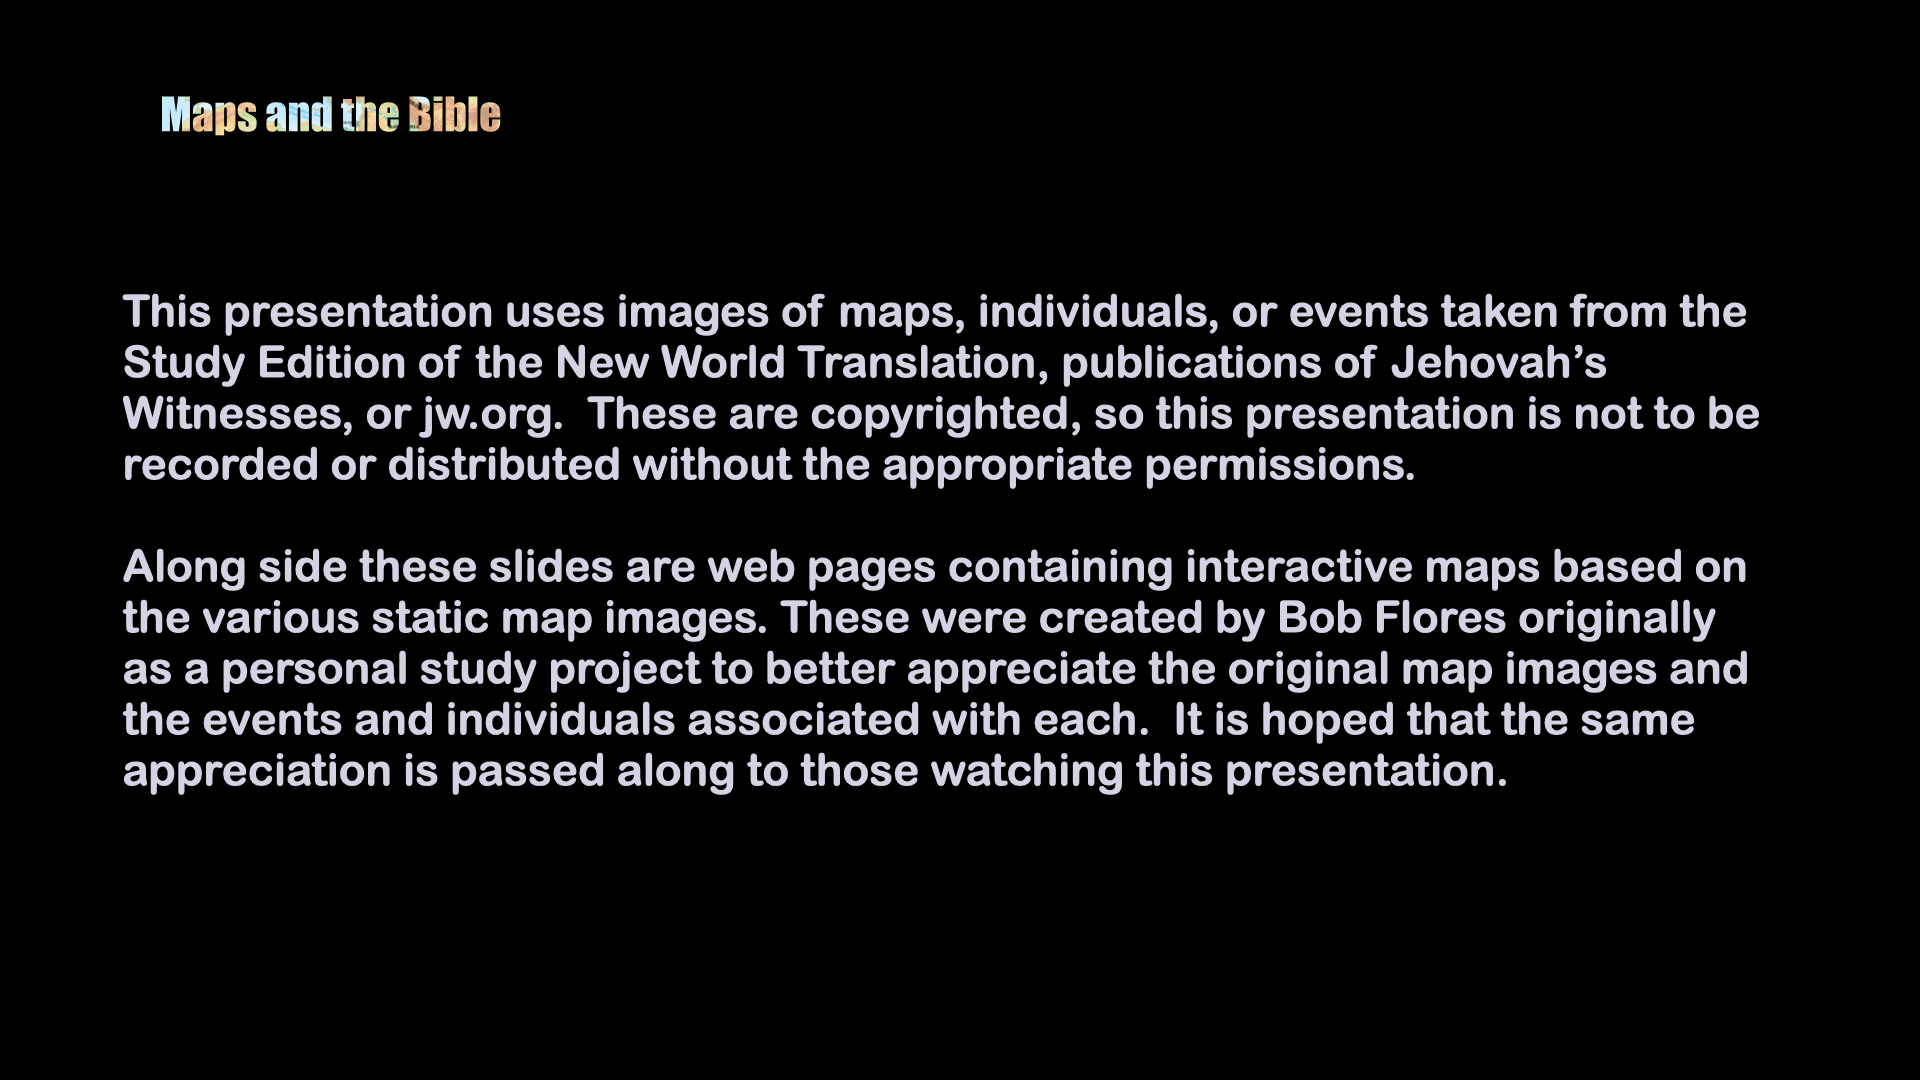 Maps and the Bible
This presentation uses images of maps, individuals, or events taken from the
Study Edition of the New World Translation, publications of Jehovah’s
Witnesses, or jw.org.  These are copyrighted, so this presentation is not to be
recorded or distributed without the appropriate permissions.
Along side these slides are web pages containing interactive maps based on
the various static map images. These were created by Bob Flores originally
as a personal study project to better appreciate the original map images and
the events and individuals associated with each.  It is hoped that the same
appreciation is passed along to those watching this presentation.